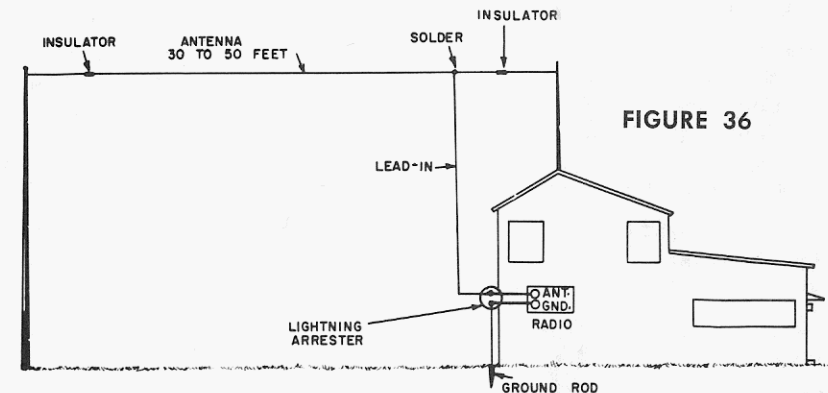 INSULATOR
INSULATOR
ANTENNA
30 TO 50 FEET
SOLDER
FIGURE 36
LEAD-IN
ANT.
GND.
RADIO
LIGHTNING
ARRESTER
GROUND ROD